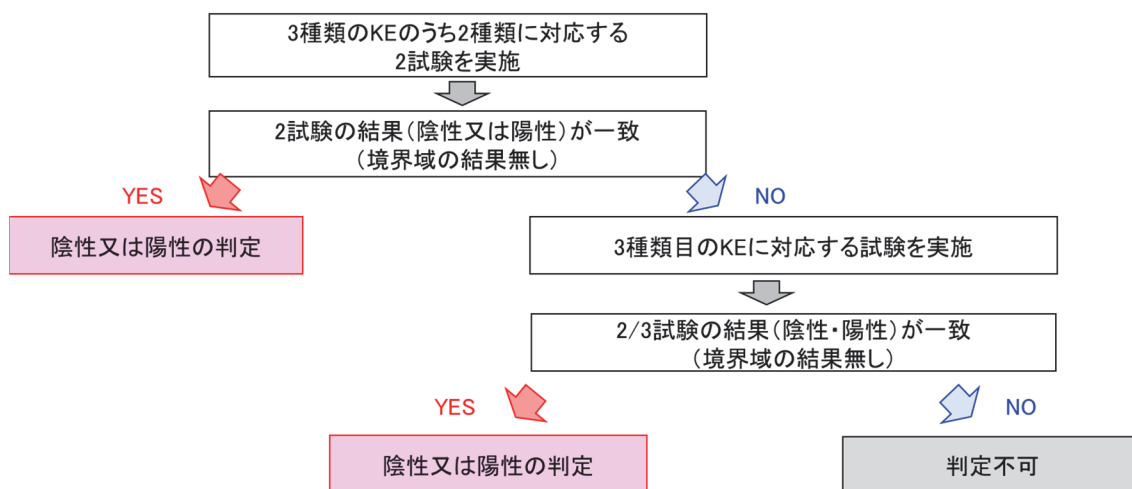 3種類のKEのうち2種類に対応する
2試験を実施
2試験の結果(陰性又は陽性)が一致
(境界域の結果無し)
YES
NO
陰性又は陽性の判定
3種類目のKEに対応する試験を実施
2/3試験の結果(陰性・陽性)が一致
(境界域の結果無し)
YES
NO
陰性又は陽性の判定
判定不可